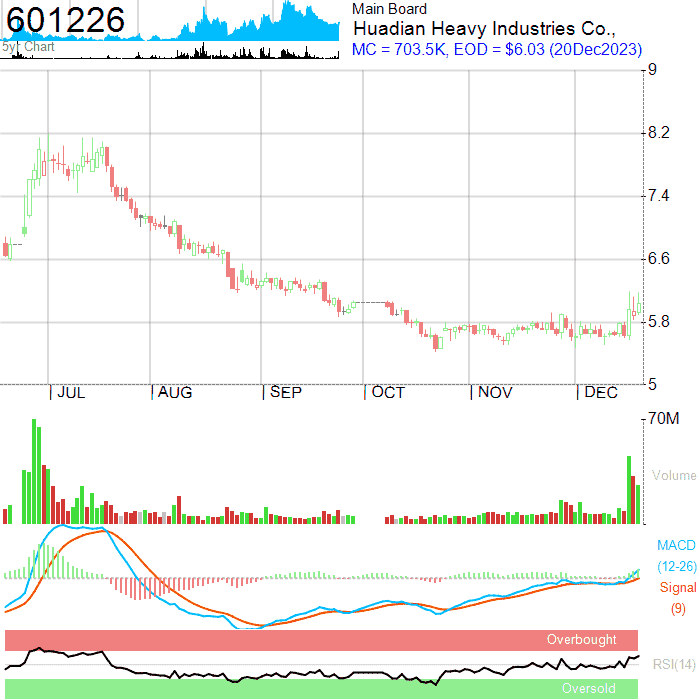 601226
5yr Chart
Main Board
Huadian Heavy Industries Co.,
MC = 703.5K, EOD = $6.03 (20Dec2023)
9
8.2
7.4
6.6
5.8
5
JUL AUG SEP OCT NOV DEC
70M
Volume
MACD
(12-26)
Signal
(9)
Overbought
RSI(14)
Oversold